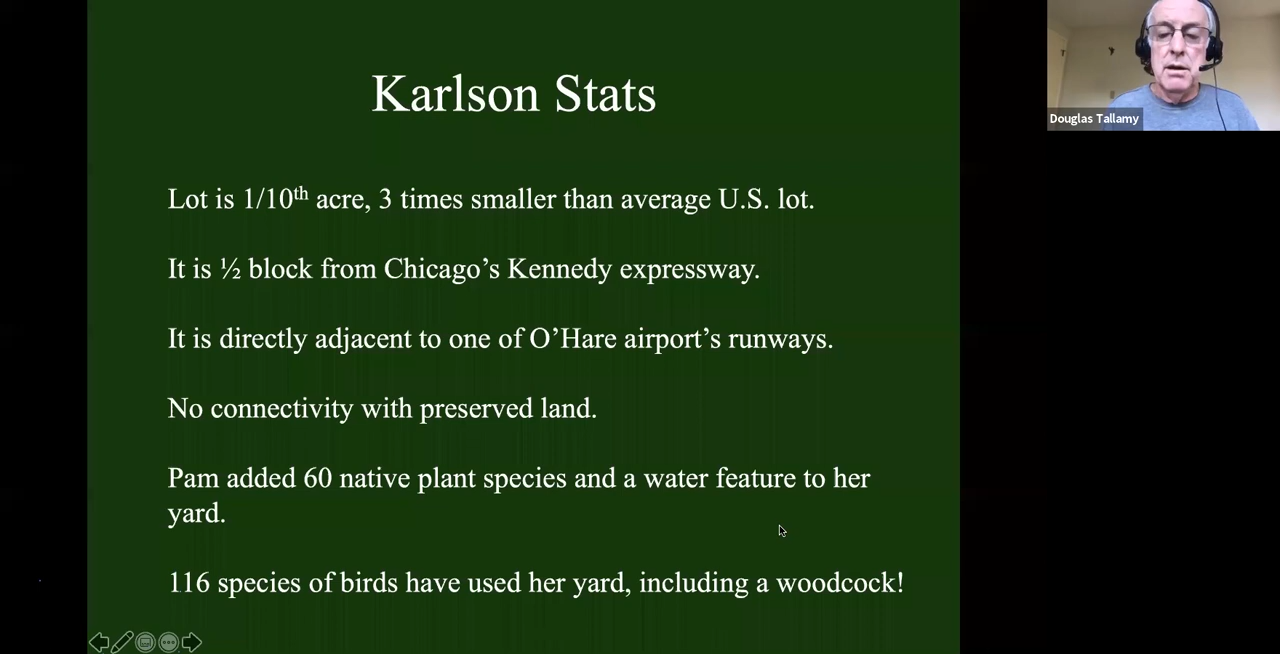 Karlson Stats
Lot is 1/10th acre, 3 times smaller than average U.S. lot.
It is ½ block from Chicago’s Kennedy expressway.
It is directly adjacent to one of O’Hare airport’s runways.
No connectivity with preserved land.
Pam added 60 native plant species and a water feature to her
yard.
116 species of birds have used her yard, including a woodcock!
Douglas Tallamy